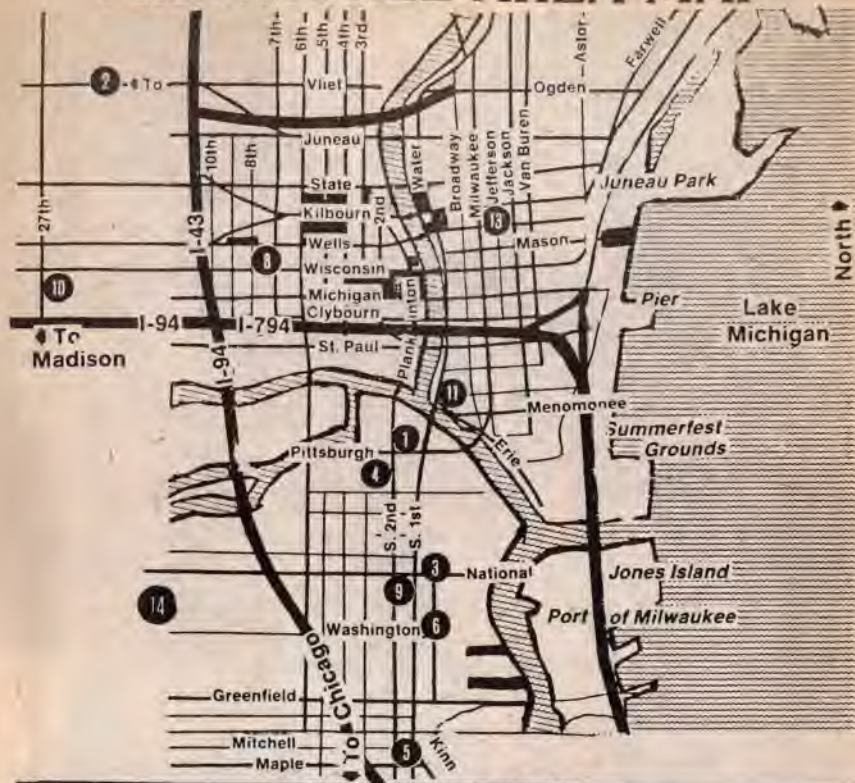 7th
6th
5th
4th
3rd
Astor
Farwell
2
To
Vliet
Ogden
Juneau
10th
8th
Water
Broadway
Milwaukee
Jefferson
Jackson
Van Buren
Juneau Park
State
Kilbourn
2nd
13
27th
I-43
Wells
Mason
8
Wisconsin
North
10
Michigan
Pier
Clybourn
Lake
Michigan
I-94
I-794
To
Madison
St. Paul
Plankinton
I-94
11
Menomonee
Summerfest
Grounds
1
Erie
Pittsburgh
4
S. 2nd
S. 1st
3
National
Jones Island
9
14
Port of Milwaukee
6
Washington
To Chicago
Greenfield
Mitchell
5
Kinn
Maple